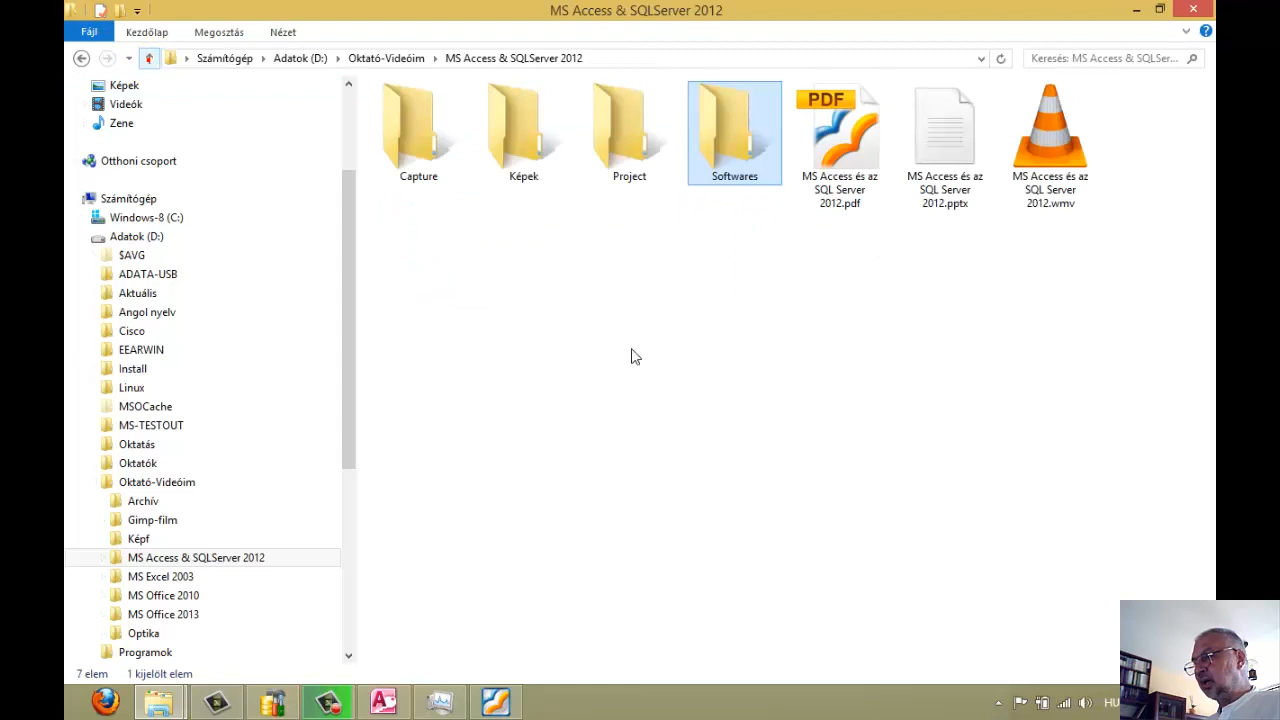 MS Access & SQLServer 2012
Fájl
Kezdőlap
Megosztás
Nézet
Számítógép
Adatok (D:)
Oktató-Videóim
MS Access & SQLServer 2012
Keresés: MS Access & SQLSer...
Képek
Videók
Zene
Otthoni csoport
Számítógép
Windows-8 (C:)
Adatok (D:)
$AVG
ADATA-USB
Aktuális
Angol nyelv
Cisco
EEARWIN
Install
Linux
MSOCache
MS-TESTOUT
Oktatás
Oktatók
Oktató-Videóim
Archív
Gimp-film
Képf
MS Access & SQLServer 2012
MS Excel 2003
MS Office 2010
MS Office 2013
Optika
Programok
Capture
Képek
Project
Softwares
PDF
MS Access és az
SQL Server
2012.pdf
MS Access és az
SQL Server
2012.pptx
MS Access és az
SQL Server
2012.wmv
7 elem
1 kijelölt elem
A
HU